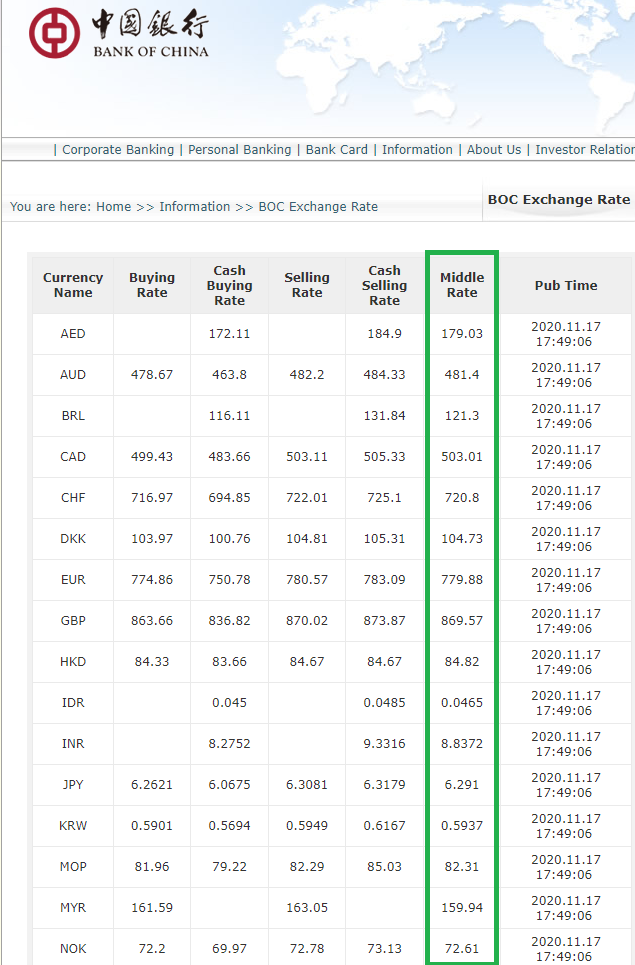 中國銀行
BANK OF CHINA
| Corporate Banking | Personal Banking | Bank Card | Information | About Us | Investor Relation
You are here: Home >> Information >> BOC Exchange Rate
BOC Exchange Rate
Currency Name Buying Rate Cash Buying Rate Selling Rate Cash Selling Rate Middle Rate Pub Time
AED 172.11 184.9 179.03 2020.11.17 17:49:06
AUD 478.67 463.8 482.2 484.33 481.4 2020.11.17 17:49:06
BRL 116.11 131.84 121.3 2020.11.17 17:49:06
CAD 499.43 483.66 503.11 505.33 503.01 2020.11.17 17:49:06
CHF 716.97 694.85 722.01 725.1 720.8 2020.11.17 17:49:06
DKK 103.97 100.76 104.81 105.31 104.73 2020.11.17 17:49:06
EUR 774.86 750.78 780.57 783.09 779.88 2020.11.17 17:49:06
GBP 863.66 836.82 870.02 873.87 869.57 2020.11.17 17:49:06
HKD 84.33 83.66 84.67 84.67 84.82 2020.11.17 17:49:06
IDR 0.045 0.0485 0.0465 2020.11.17 17:49:06
INR 8.2752 9.3316 8.8372 2020.11.17 17:49:06
JPY 6.2621 6.0675 6.3081 6.3179 6.291 2020.11.17 17:49:06
KRW 0.5901 0.5694 0.5949 0.6167 0.5937 2020.11.17 17:49:06
MOP 81.96 79.22 82.29 85.03 82.31 2020.11.17 17:49:06
MYR 161.59 163.05 159.94 2020.11.17 17:49:06
NOK 72.2 69.97 72.78 73.13 72.61 2020.11.17 17:49:06